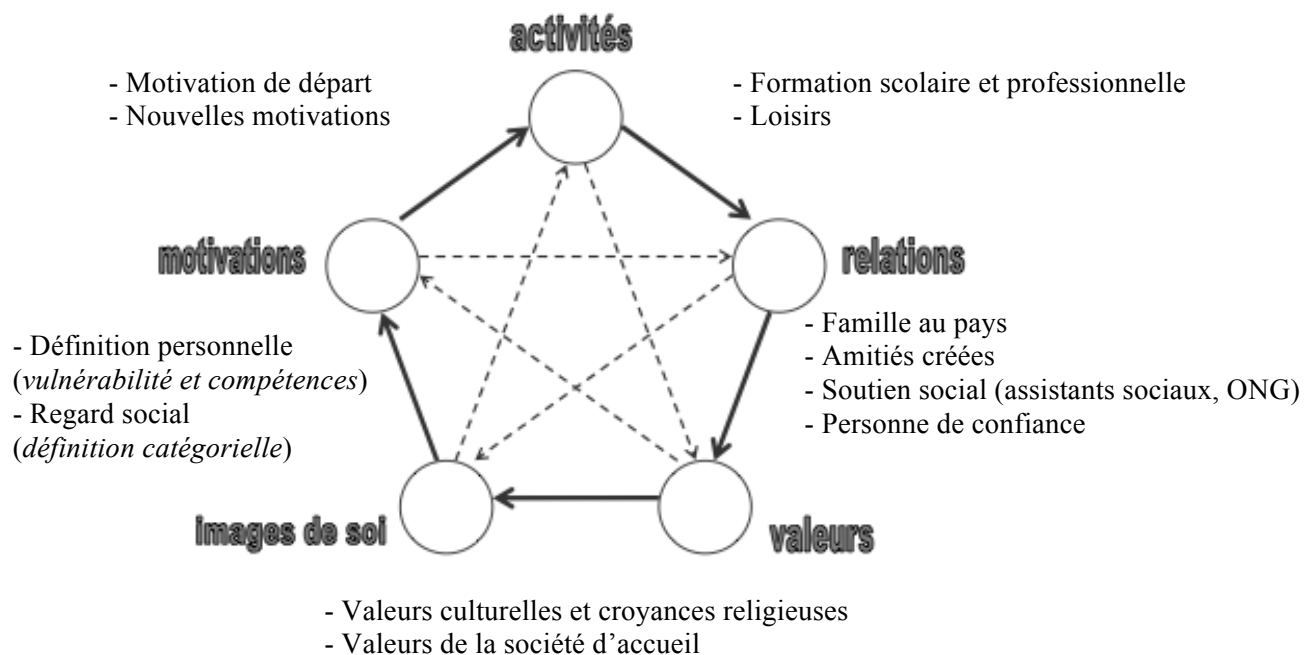 activités
- Motivation de départ
- Nouvelles motivations
- Formation scolaire et professionnelle
- Loisirs
motivations
relations
- Définition personnelle
(vulnérabilité et compétences)
- Regard social
(définition catégorielle)
- Famille au pays
- Amitiés créées
- Soutien social (assistants sociaux, ONG)
- Personne de confiance
images de soi
valeurs
- Valeurs culturelles et croyances religieuses
- Valeurs de la société d’accueil